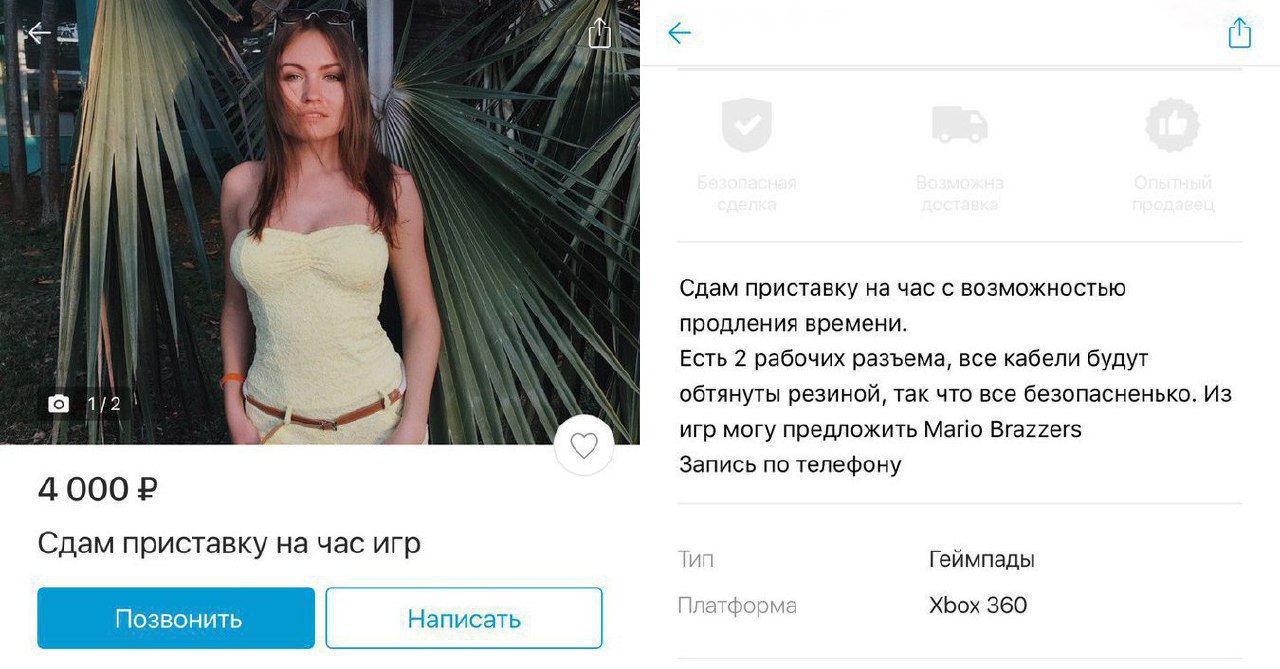 1 / 2
4 000 ₽
Сдам приставку на час игр
Позвонить
Написать
Безопасная
сделка
Возможна
доставка
Опытный
продавец
Сдам приставку на час с возможностью
продления времени.
Есть 2 рабочих разъема, все кабели будут
обтянуты резиной, так что все безопасненько. Из
игр могу предложить Mario Brazzers
Запись по телефону
Тип
Геймпады
Платформа
Xbox 360